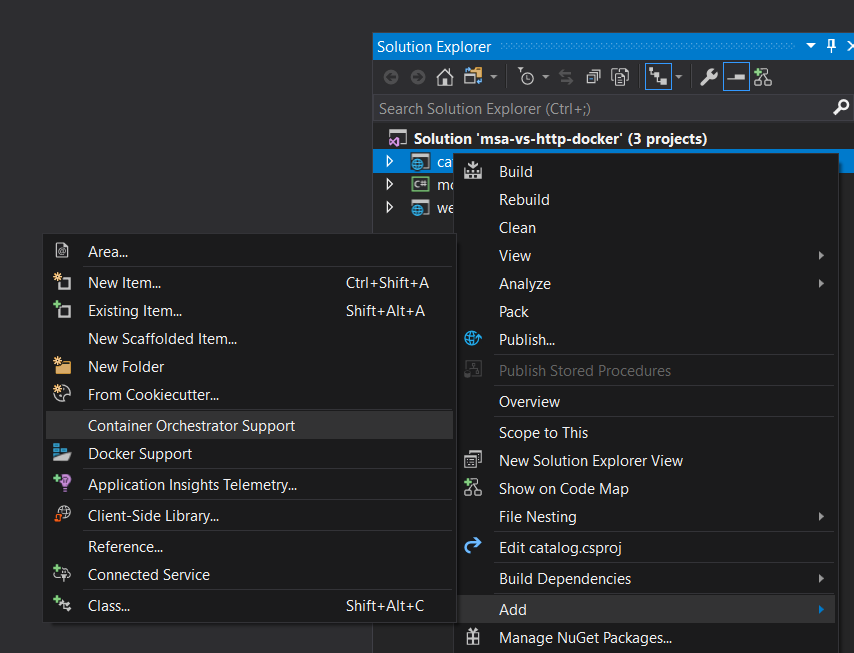 Solution Explorer
Search Solution Explorer (Ctrl+;)
Solution 'msa-vs-http-docker' (3 projects)
Build
Rebuild
Clean
View
Analyze
Pack
Publish...
Publish Stored Procedures
Overview
Scope to This
New Solution Explorer View
Show on Code Map
File Nesting
Edit catalog.csproj
Build Dependencies
Add
Manage NuGet Packages...
Area...
New Item... Ctrl+Shift+A
Existing Item... Shift+Alt+A
New Scaffolded Item...
New Folder
From Cookiecutter...
Container Orchestrator Support
Docker Support
Application Insights Telemetry...
Client-Side Library...
Reference...
Connected Service
Class... Shift+Alt+C